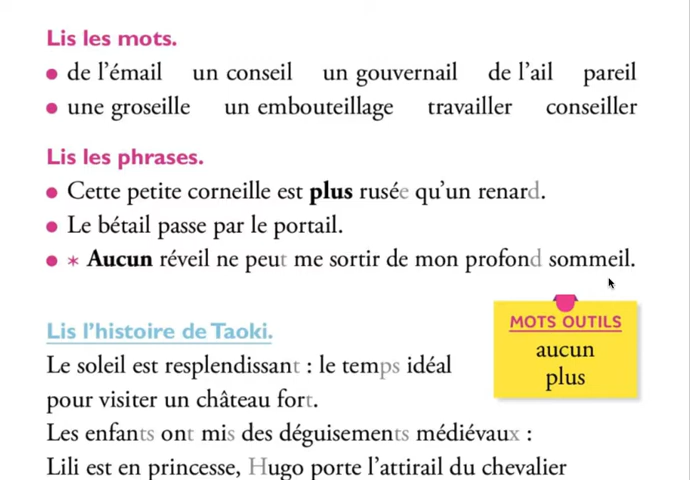 Lis les mots.
● de l'émail un conseil un gouvernail de l'ail pareil
● une groseille un embouteillage travailler conseiller
Lis les phrases.
● Cette petite corneille est plus rusée qu'un renard.
● Le bétail passe par le portail.
● * Aucun réveil ne peut me sortir de mon profond sommeil.
MOTS OUTILS
aucun
plus
Lis l'histoire de Taoki.
Le soleil est resplendissant : le temps idéal
pour visiter un château fort.
Les enfants ont mis des déguisements médiévaux :
Lili est en princesse, Hugo porte l'attirail du chevalier